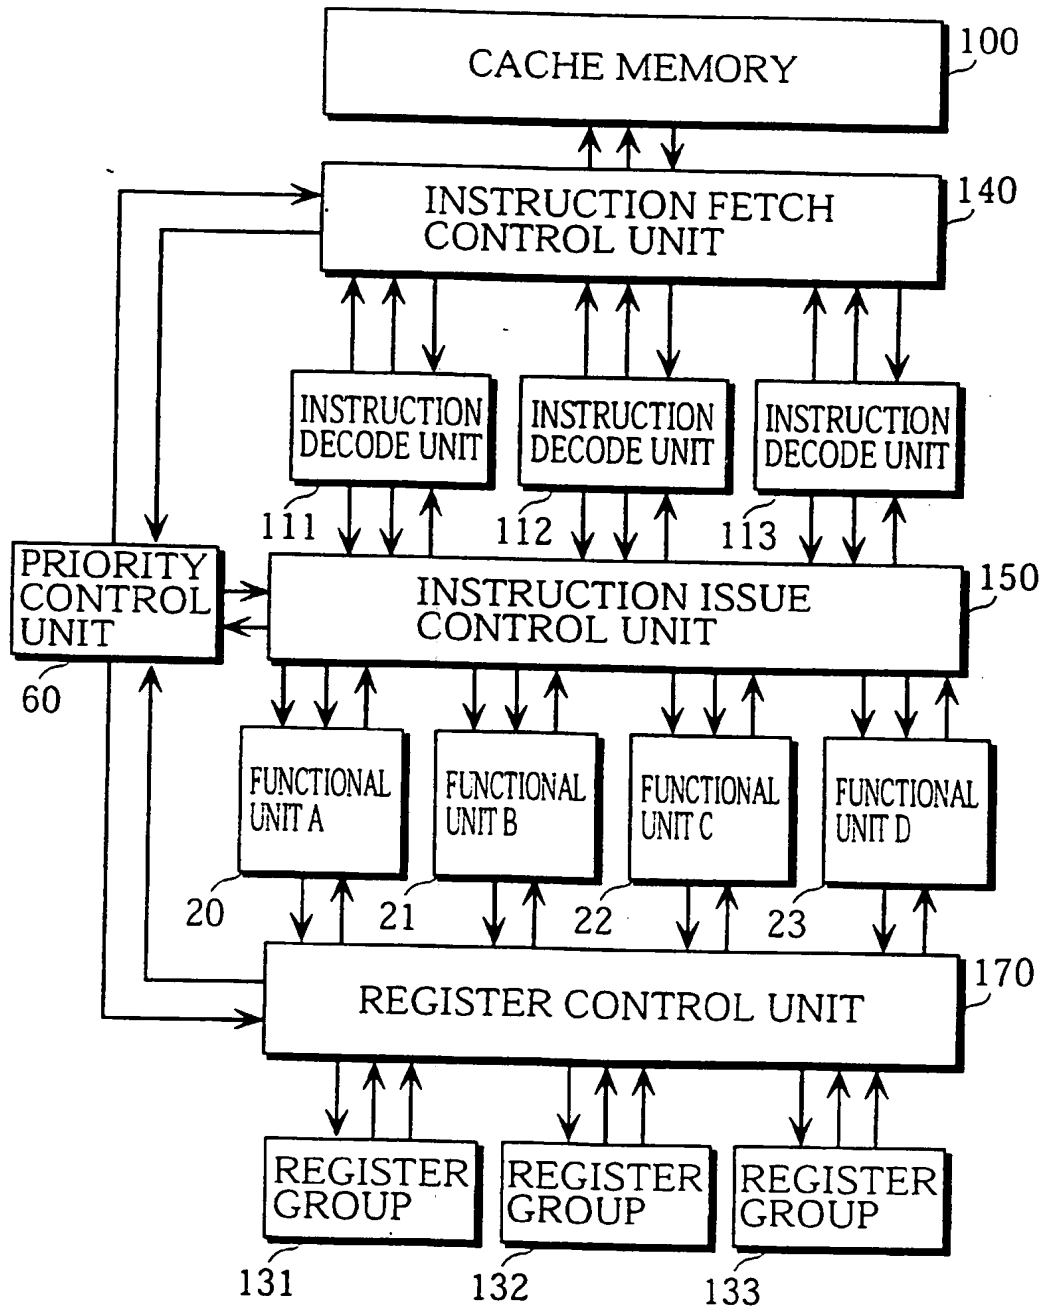 CACHE MEMORY
100
INSTRUCTION FETCH
CONTROL UNIT
140
INSTRUCTION
DECODE UNIT
111
INSTRUCTION
DECODE UNIT
112
INSTRUCTION
DECODE UNIT
113
PRIORITY
CONTROL
UNIT
60
INSTRUCTION ISSUE
CONTROL UNIT
150
FUNCTIONAL
UNIT A
20
FUNCTIONAL
UNIT B
21
FUNCTIONAL
UNIT C
22
FUNCTIONAL
UNIT D
23
REGISTER CONTROL UNIT
170
REGISTER
GROUP
131
REGISTER
GROUP
132
REGISTER
GROUP
133